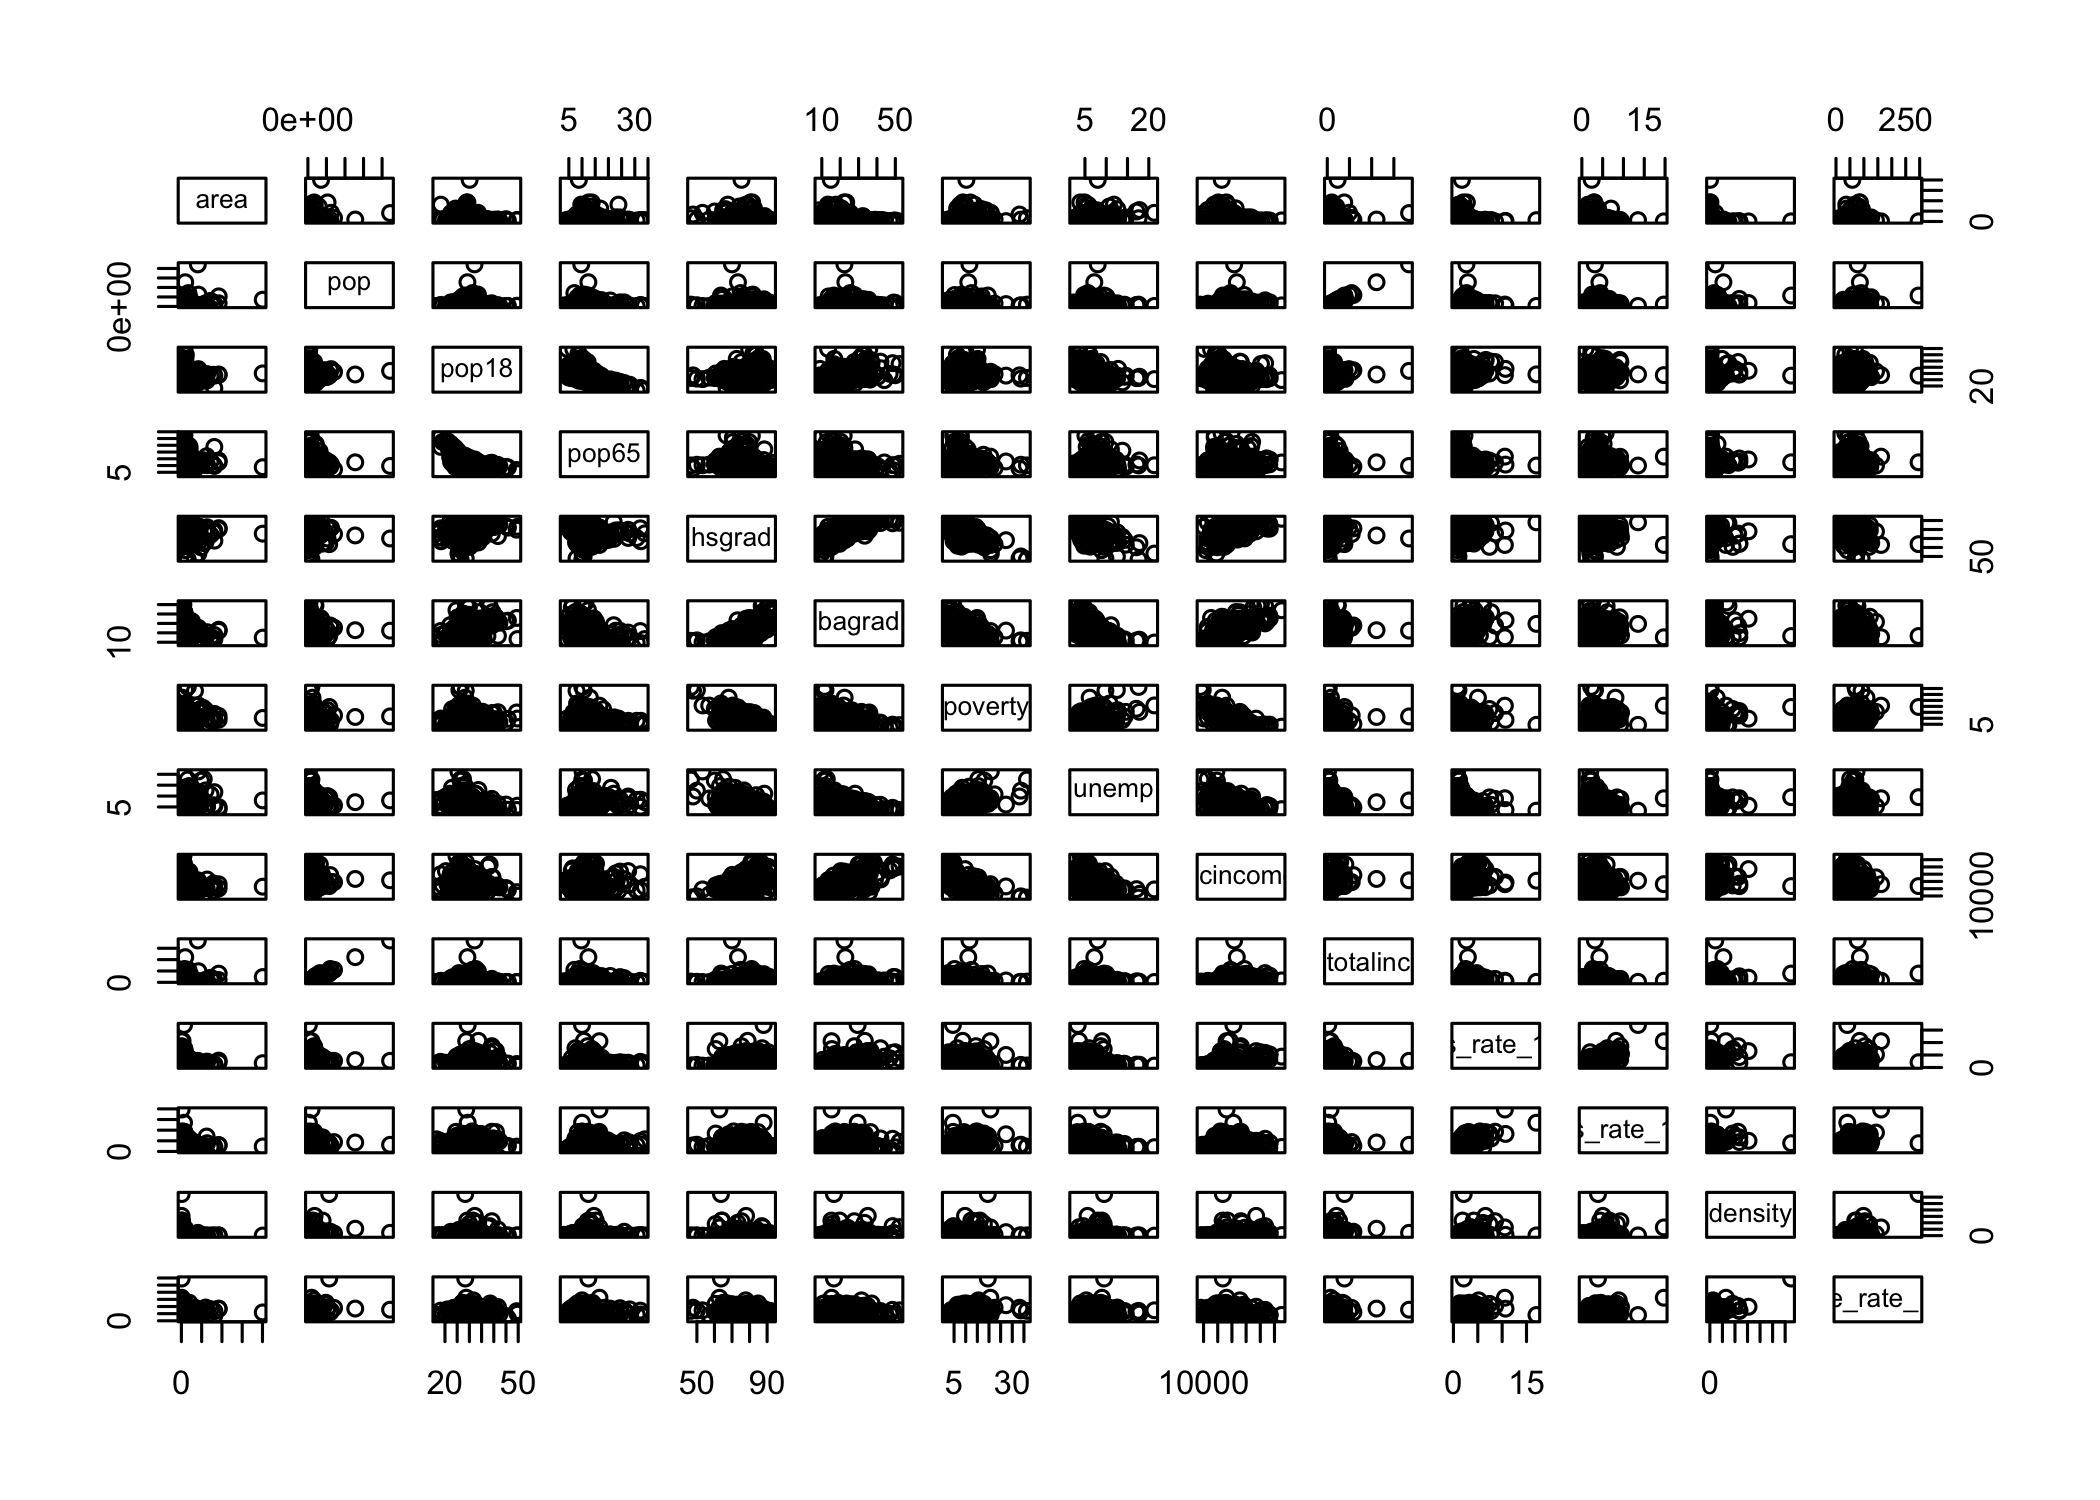 0e+00 5 30 10 50 5 20 0 0 15 0 250
area 0
0e+00 pop
pop18 20
5 pop65
hsgrad 50
10 bagrad
poverty 5
5 unemp
cincom 10000
0 totalinc
_rate_ 0
0 s_rate_
density 0
0 e_rate_
0 20 50 50 90 5 30 10000 0 15 0